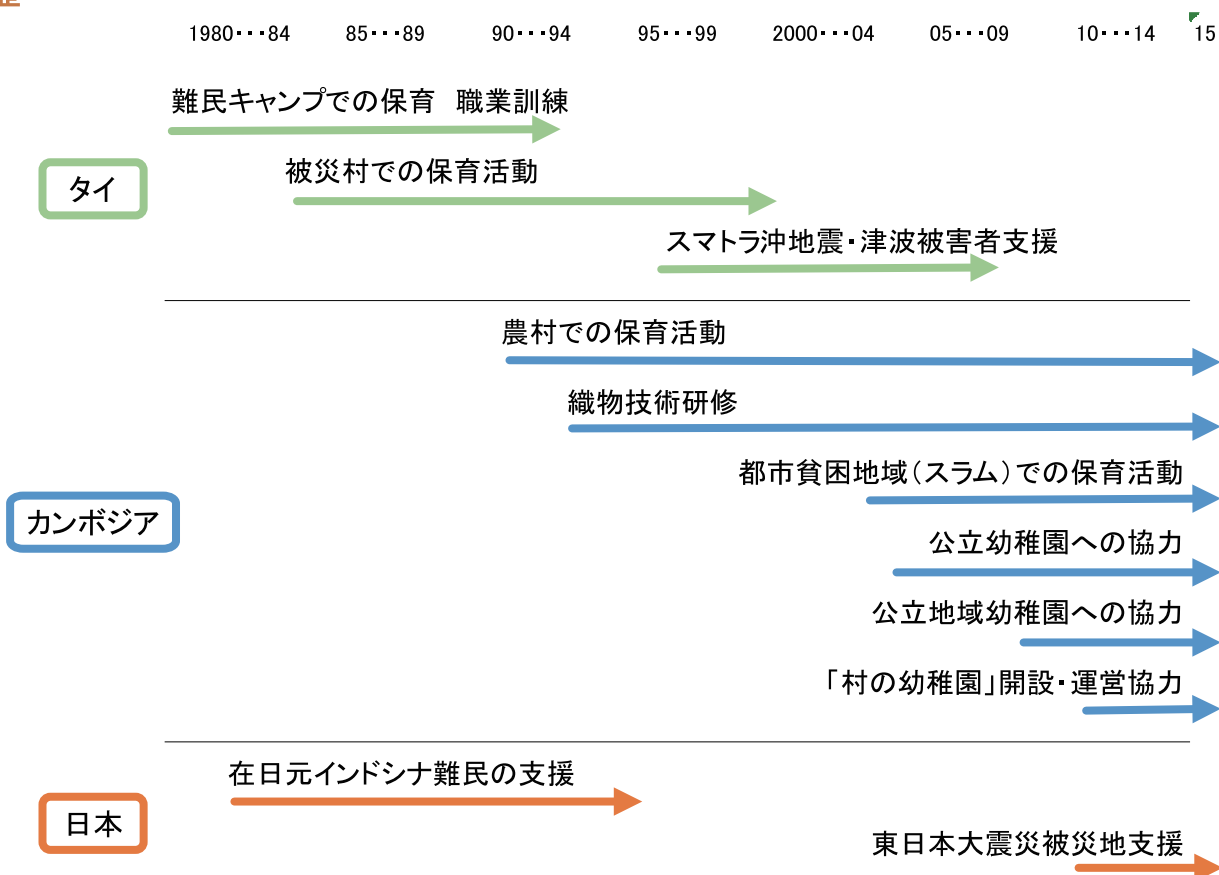 1980･･･84 85･･･89 90･･･94 95･･･99 2000･･･04 05･･･09 10･･･14 15
難民キャンプでの保育 職業訓練
被災村での保育活動
タイ
スマトラ沖地震・津波被害者支援
農村での保育活動
織物技術研修
都市貧困地域（スラム）での保育活動
カンボジア
公立幼稚園への協力
公立地域幼稚園への協力
「村の幼稚園」開設・運営協力
在日元インドシナ難民の支援
日本
東日本大震災被災地支援